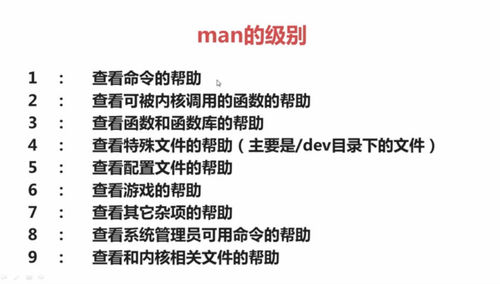 man的级别
1 : 查看命令的帮助
2 : 查看可被内核调用的函数的帮助
3 : 查看函数和函数库的帮助
4 : 查看特殊文件的帮助（主要是/dev目录下的文件）
5 : 查看配置文件的帮助
6 : 查看游戏的帮助
7 : 查看其它杂项的帮助
8 : 查看系统管理员可用命令的帮助
9 : 查看和内核相关文件的帮助